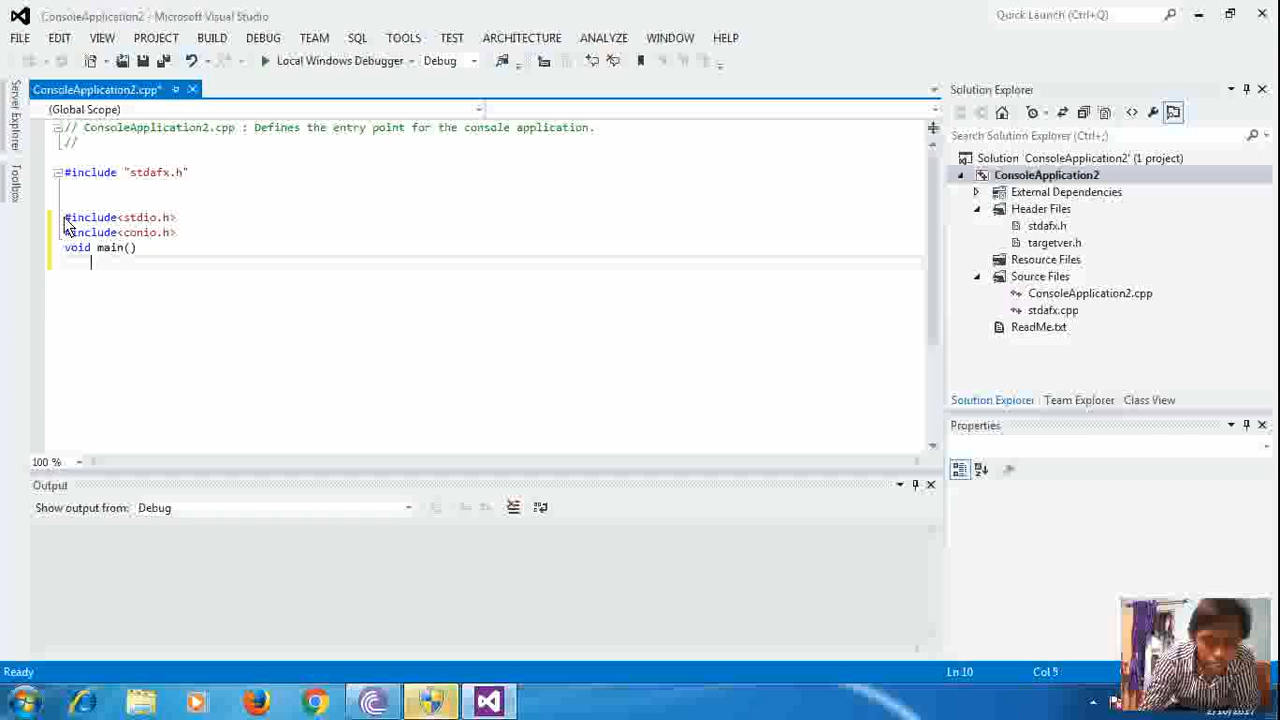 ConsoleApplication2 - Microsoft Visual Studio
Quick Launch (Ctrl+Q)
FILE EDIT VIEW PROJECT BUILD DEBUG TEAM SQL TOOLS TEST ARCHITECTURE ANALYZE WINDOW HELP
Local Windows Debugger Debug
Server Explorer
Toolbox
ConsoleApplication2.cpp*
(Global Scope)
// ConsoleApplication2.cpp : Defines the entry point for the console application.
//
#include "stdafx.h"
#include<stdio.h>
#include<conio.h>
void main()
100 %
Output
Show output from: Debug
Solution Explorer
Search Solution Explorer (Ctrl+;)
Solution 'ConsoleApplication2' (1 project)
ConsoleApplication2
External Dependencies
Header Files
stdafx.h
targetver.h
Resource Files
Source Files
ConsoleApplication2.cpp
stdafx.cpp
ReadMe.txt
Solution Explorer Team Explorer Class View
Properties
Ready
Ln 10
Col 5